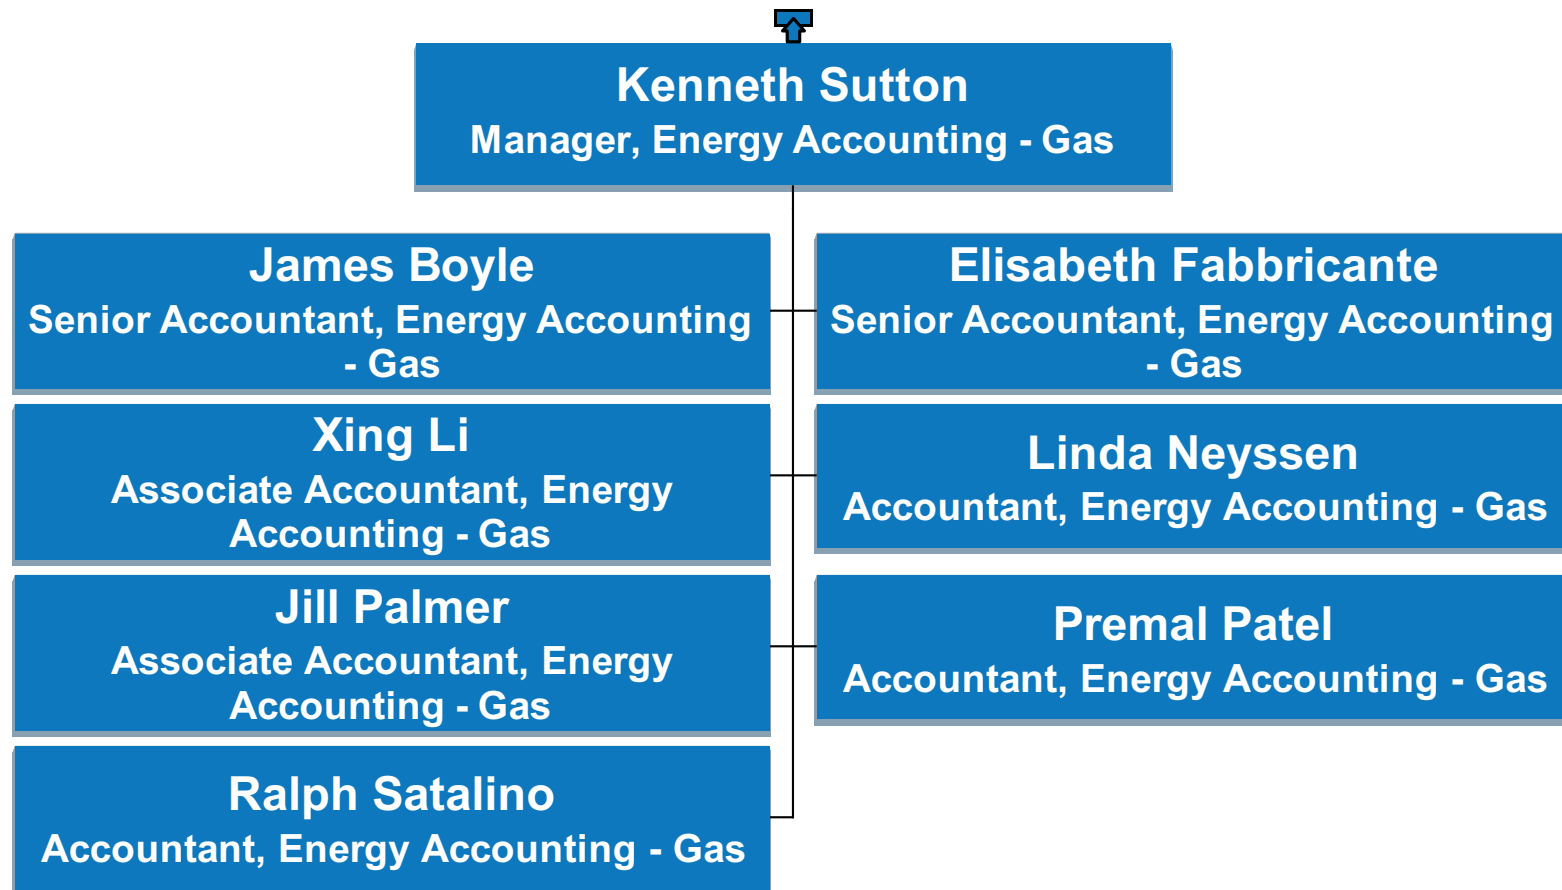 Kenneth Sutton
Manager, Energy Accounting - Gas
James Boyle
Senior Accountant, Energy Accounting
- Gas
Elisabeth Fabbricante
Senior Accountant, Energy Accounting
- Gas
Xing Li
Associate Accountant, Energy
Accounting - Gas
Linda Neyssen
Accountant, Energy Accounting - Gas
Jill Palmer
Associate Accountant, Energy
Accounting - Gas
Premal Patel
Accountant, Energy Accounting - Gas
Ralph Satalino
Accountant, Energy Accounting - Gas